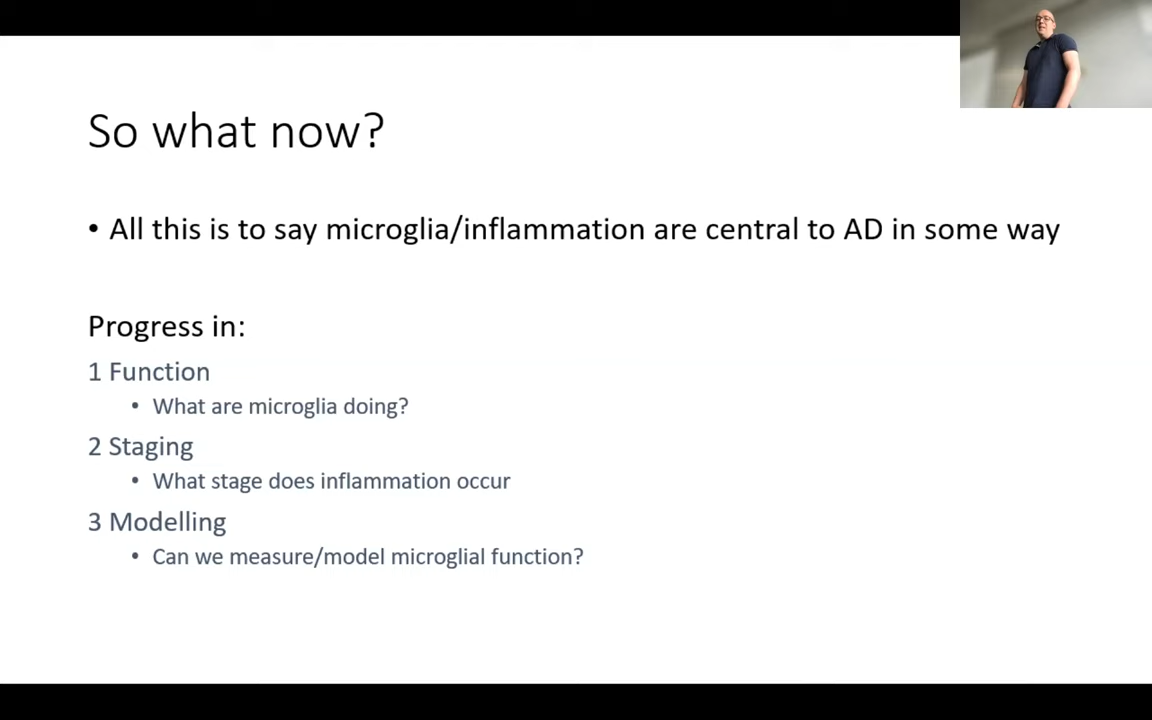 So what now?
• All this is to say microglia/inflammation are central to AD in some way
Progress in:
1 Function
• What are microglia doing?
2 Staging
• What stage does inflammation occur
3 Modelling
• Can we measure/model microglial function?